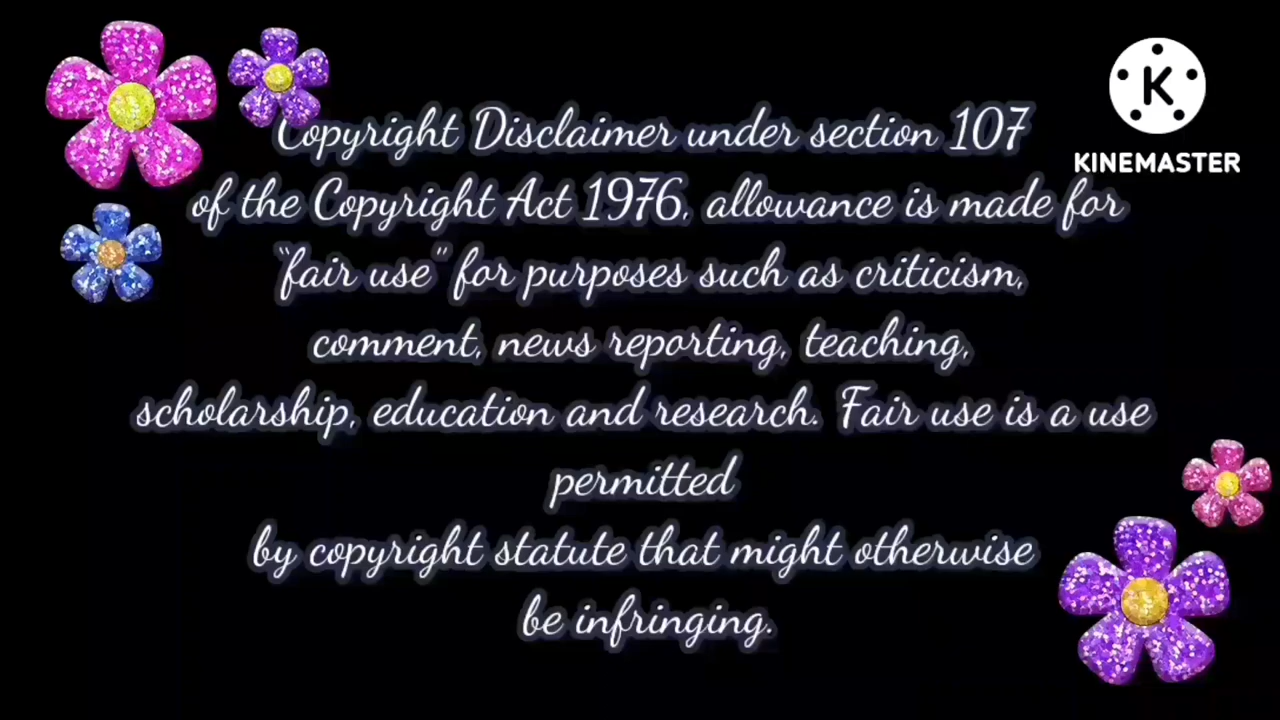 Copyright Disclaimer under section 107
of the Copyright Act 1976, allowance is made for
“fair use” for purposes such as criticism,
comment, news reporting, teaching,
scholarship, education and research. Fair use is a use
permitted
by copyright statute that might otherwise
be infringing.
K
KINEMASTER